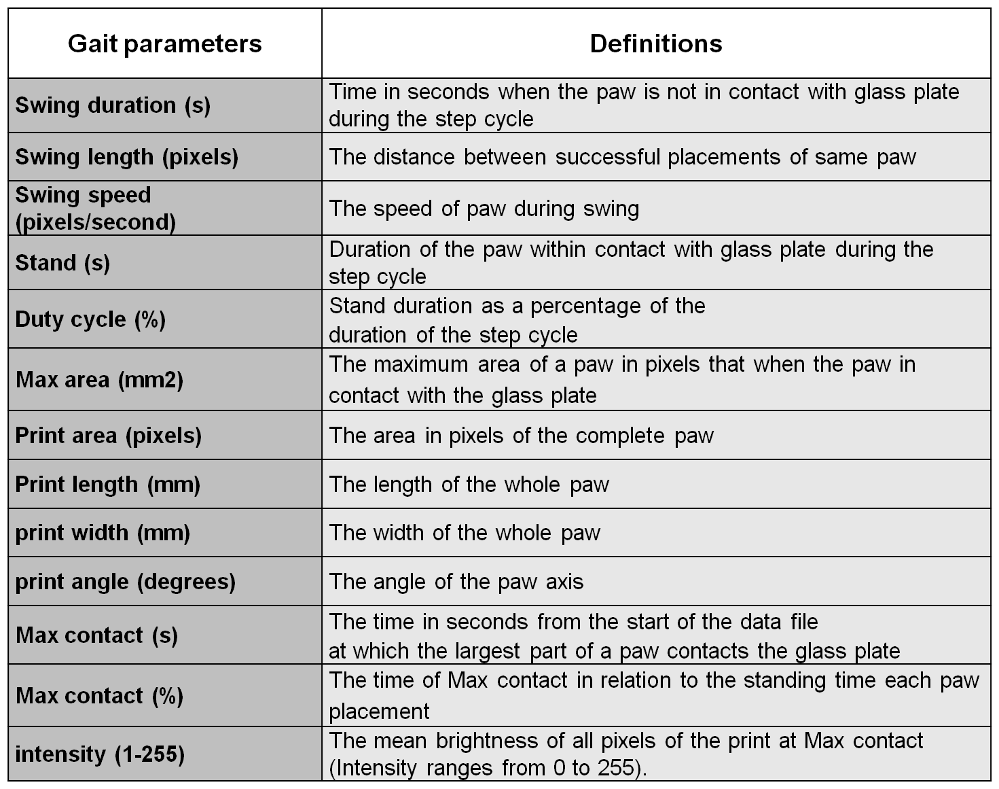 Gait parameters
Definitions
Swing duration (s)
Time in seconds when the paw is not in contact with glass plate
during the step cycle
Swing length (pixels)
The distance between successful placements of same paw
Swing speed
(pixels/second)
The speed of paw during swing
Stand (s)
Duration of the paw within contact with glass plate during the
step cycle
Duty cycle (%)
Stand duration as a percentage of the
duration of the step cycle
Max area (mm2)
The maximum area of a paw in pixels that when the paw in
contact with the glass plate
Print area (pixels)
The area in pixels of the complete paw
Print length (mm)
The length of the whole paw
print width (mm)
The width of the whole paw
print angle (degrees)
The angle of the paw axis
Max contact (s)
The time in seconds from the start of the data file
at which the largest part of a paw contacts the glass plate
Max contact (%)
The time of Max contact in relation to the standing time each paw
placement
intensity (1-255)
The mean brightness of all pixels of the print at Max contact
(Intensity ranges from 0 to 255).